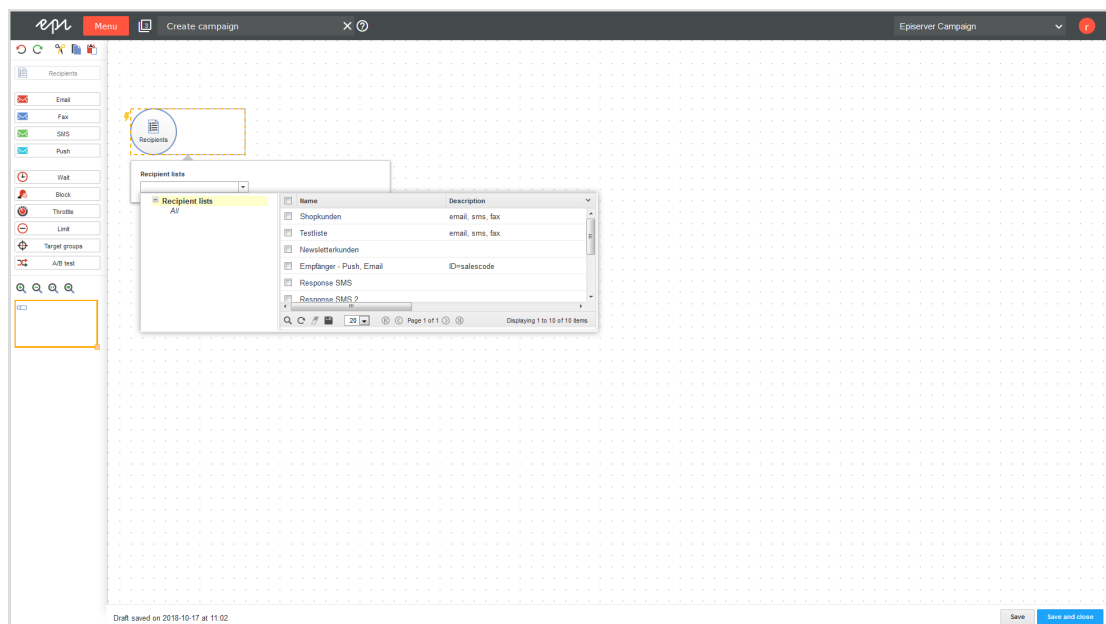 epi Menu 3 Create campaign Episerver Campaign r
Recipients
Email
Fax
SMS
Push
Wait
Block
Throttle
Limit
Target groups
A/B test
Recipients
Recipient lists
Recipient lists
All
Name Description
Shopkunden email, sms, fax
Testliste email, sms, fax
Newsletterkunden
Empfänger - Push, Email ID=salescode
Response SMS
Response SMS 2
20 Page 1 of 1 Displaying 1 to 10 of 10 items
Draft saved on 2018-10-17 at 11:02
Save Save and close